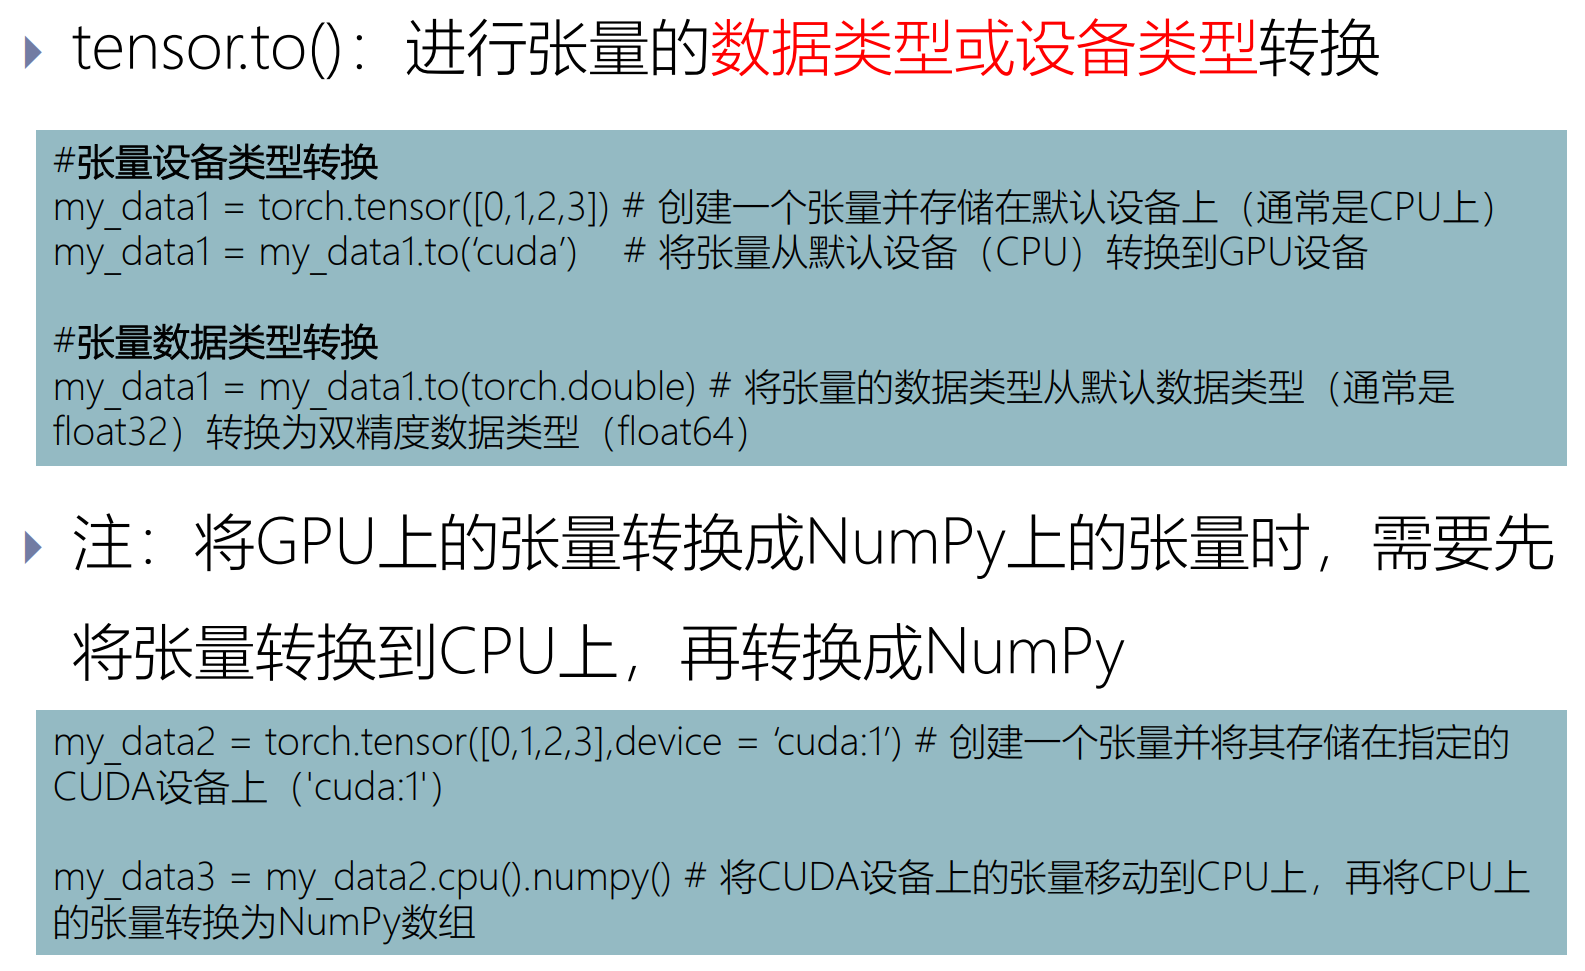 tensor.to()：进行张量的数据类型或设备类型转换
#张量设备类型转换
my_data1 = torch.tensor([0,1,2,3]) # 创建一个张量并存储在默认设备上（通常是CPU上）
my_data1 = my_data1.to(‘cuda’) # 将张量从默认设备（CPU）转换到GPU设备
#张量数据类型转换
my_data1 = my_data1.to(torch.double) # 将张量的数据类型从默认数据类型（通常是
float32）转换为双精度数据类型（float64）
注：将GPU上的张量转换成NumPy上的张量时，需要先
将张量转换到CPU上，再转换成NumPy
my_data2 = torch.tensor([0,1,2,3],device = ‘cuda:1’) # 创建一个张量并将其存储在指定的
CUDA设备上（'cuda:1'）
my_data3 = my_data2.cpu().numpy() # 将CUDA设备上的张量移动到CPU上，再将CPU上
的张量转换为NumPy数组